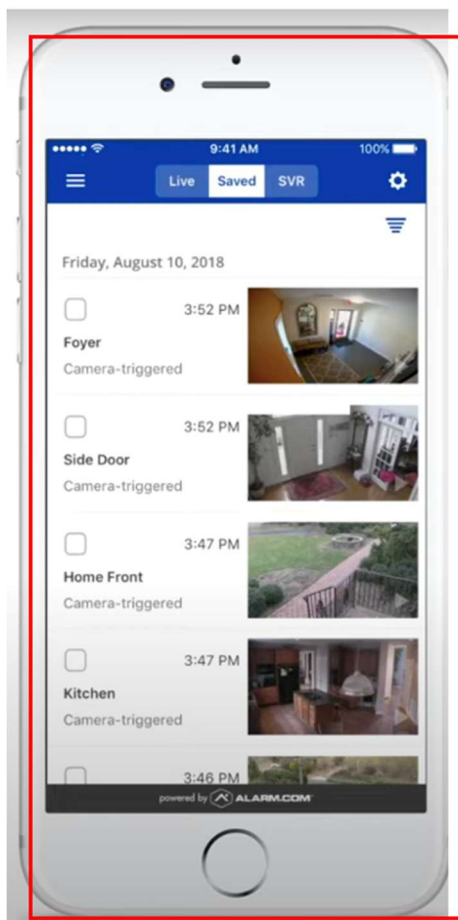 9:41 AM 100%
Live Saved SVR
Friday, August 10, 2018
3:52 PM
Foyer
Camera-triggered
3:52 PM
Side Door
Camera-triggered
3:47 PM
Home Front
Camera-triggered
3:47 PM
Kitchen
Camera-triggered
3:46 PM
powered by ALARM.COM